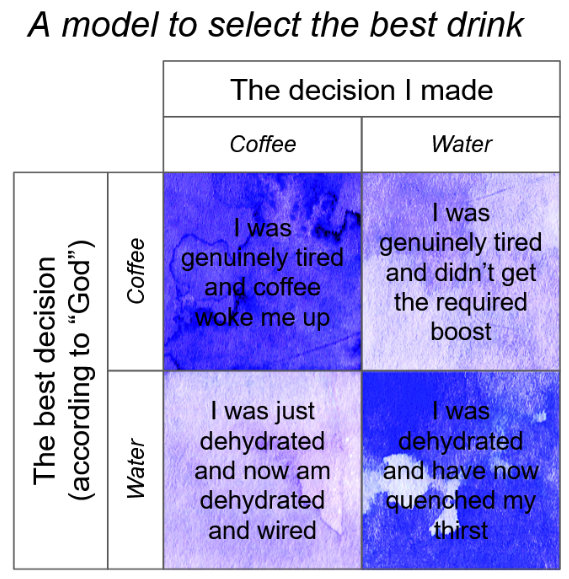 A model to select the best drink
The decision I made
Coffee
Water
The best decision
(according to “God”)
Coffee
I was
genuinely tired
and coffee
woke me up
I was
genuinely tired
and didn’t get
the required
boost
Water
I was just
dehydrated
and now am
dehydrated
and wired
I was
dehydrated
and have now
quenched my
thirst